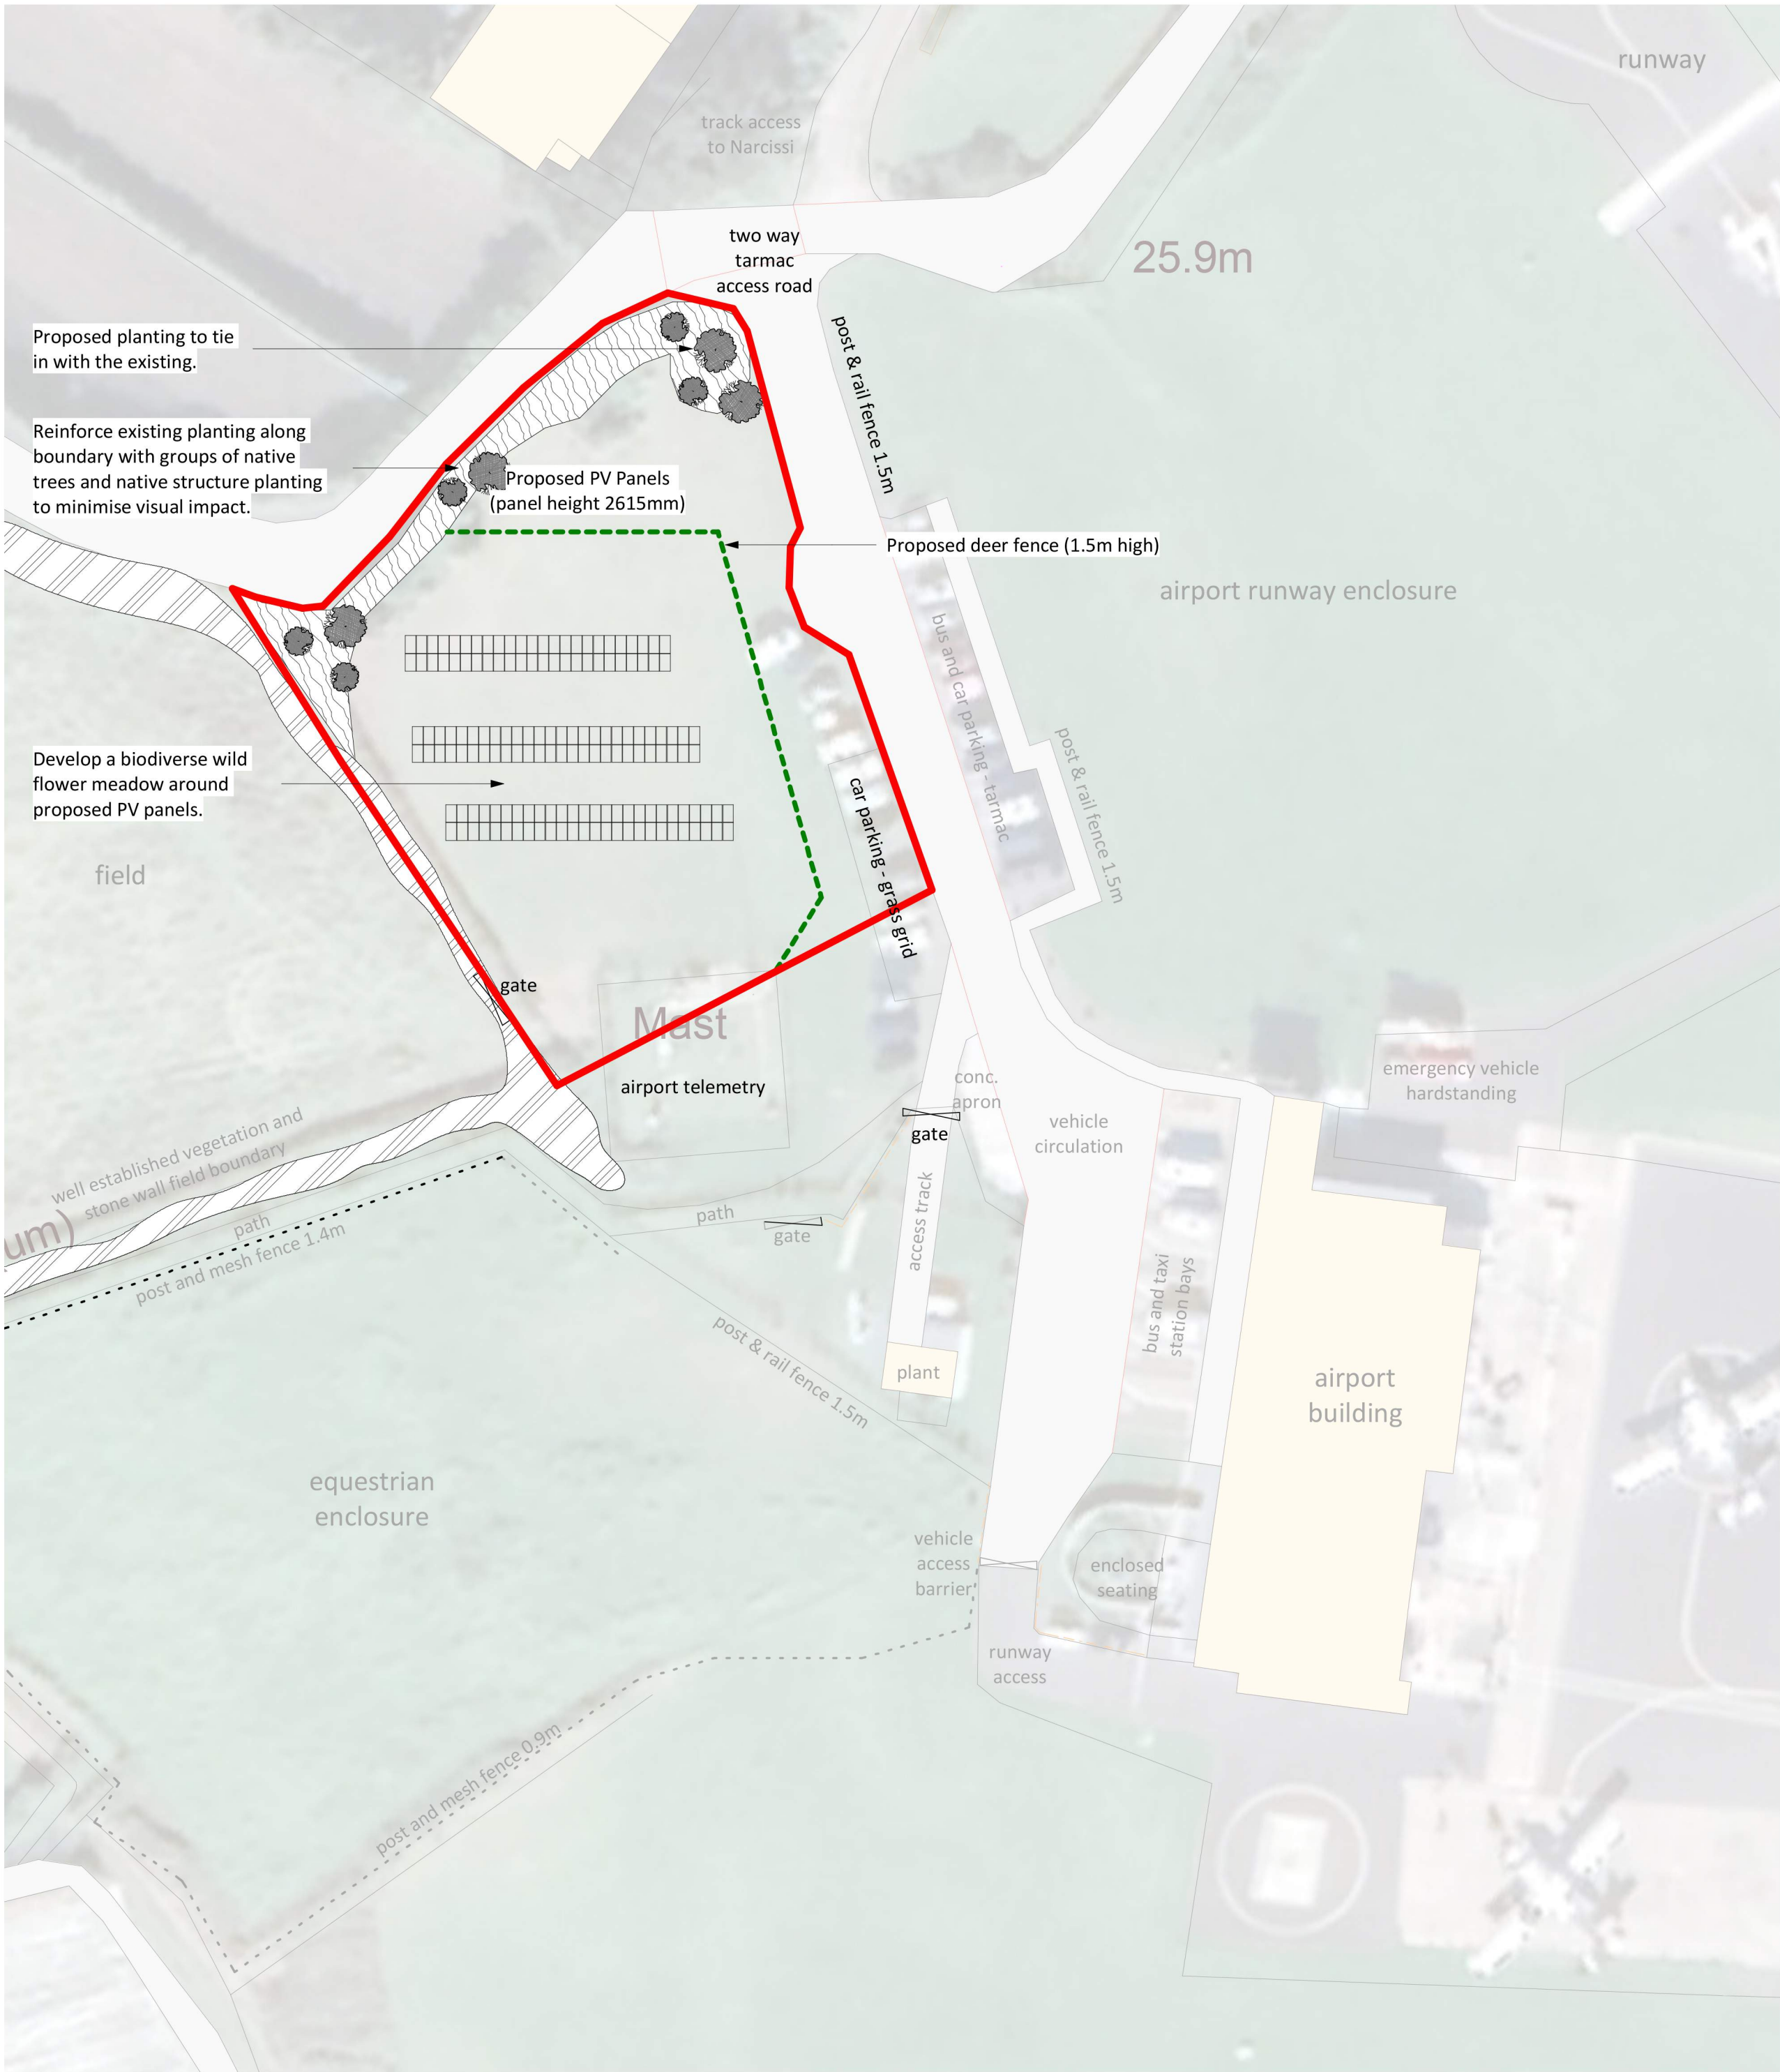 runway
track access
to Narcissi
two way
tarmac
access road
25.9m
Proposed planting to tie
in with the existing.
post & rail fence 1.5m
Reinforce existing planting along
boundary with groups of native
trees and native structure planting
to minimise visual impact.
Proposed PV Panels
(panel height 2615mm)
Proposed deer fence (1.5m high)
airport runway enclosure
bus and car parking - tarmac
post & rail fence 1.5m
Develop a biodiverse wild
flower meadow around
proposed PV panels.
car parking - grass grid
field
gate
Mast
airport telemetry
conc.
apron
gate
vehicle
circulation
emergency vehicle
hardstanding
well established vegetation and
stone wall field boundary
um)
path
post and mesh fence 1.4m
path
gate
access track
bus and taxi
station bays
post & rail fence 1.5m
plant
airport
building
equestrian
enclosure
vehicle
access
barrier
enclosed
seating
runway
access
post and mesh fence 0.9m